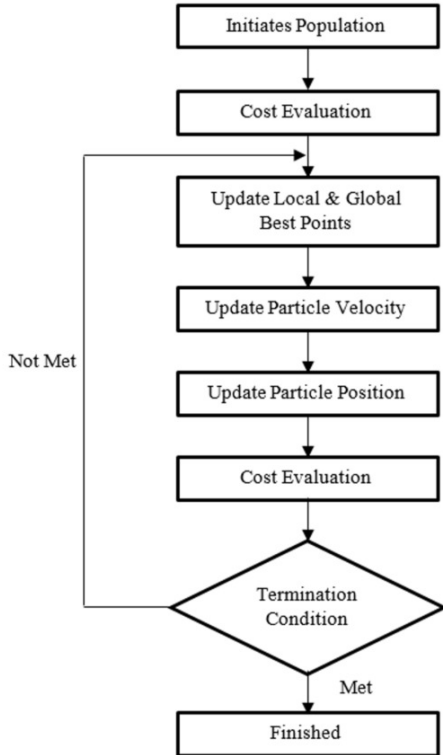 Initiates Population
Cost Evaluation
Update Local & Global
Best Points
Update Particle Velocity
Not Met
Update Particle Position
Cost Evaluation
Termination
Condition
Met
Finished